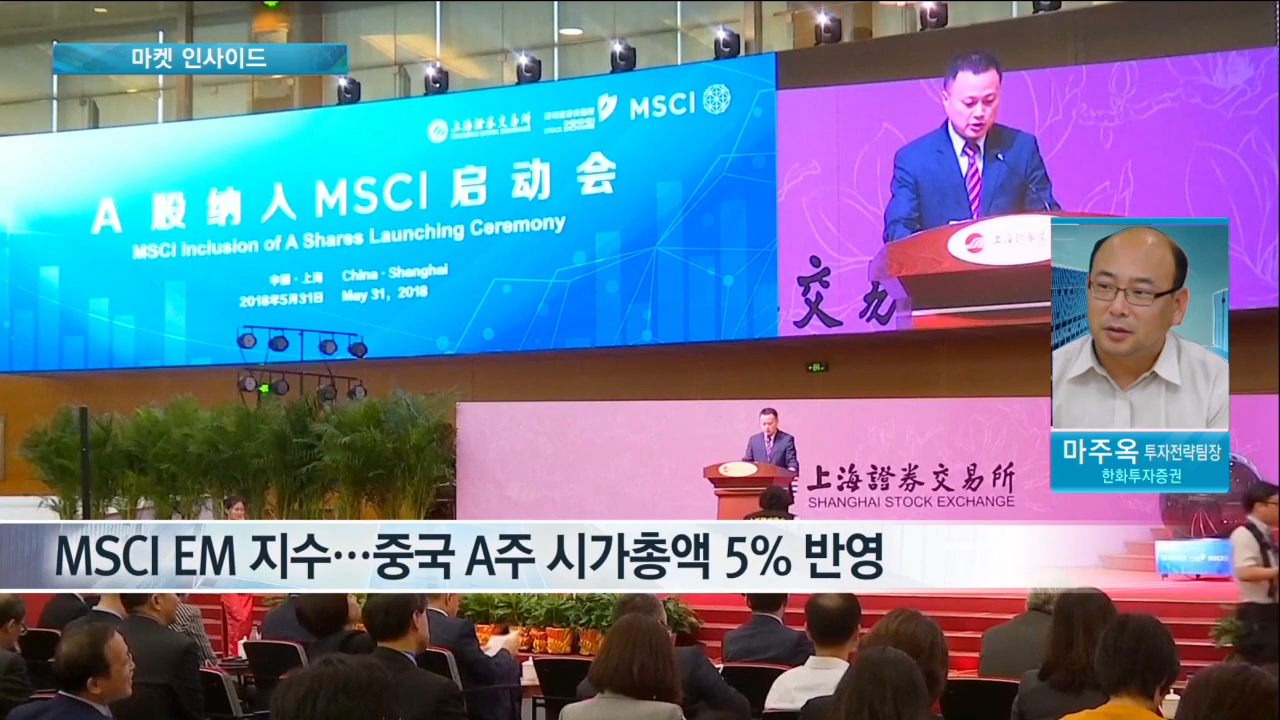 마켓 인사이드
上海證券交易所
MSCI
A 股纳入 MSCI 启动会
MSCI Inclusion of A Shares Launching Ceremony
中国·上海 China·Shanghai
2018年5月31日 May 31, 2018
交易
마주옥 투자전략팀장
한화투자증권
上海證券交易所
SHANGHAI STOCK EXCHANGE
MSCI EM 지수…중국 A주 시가총액 5% 반영